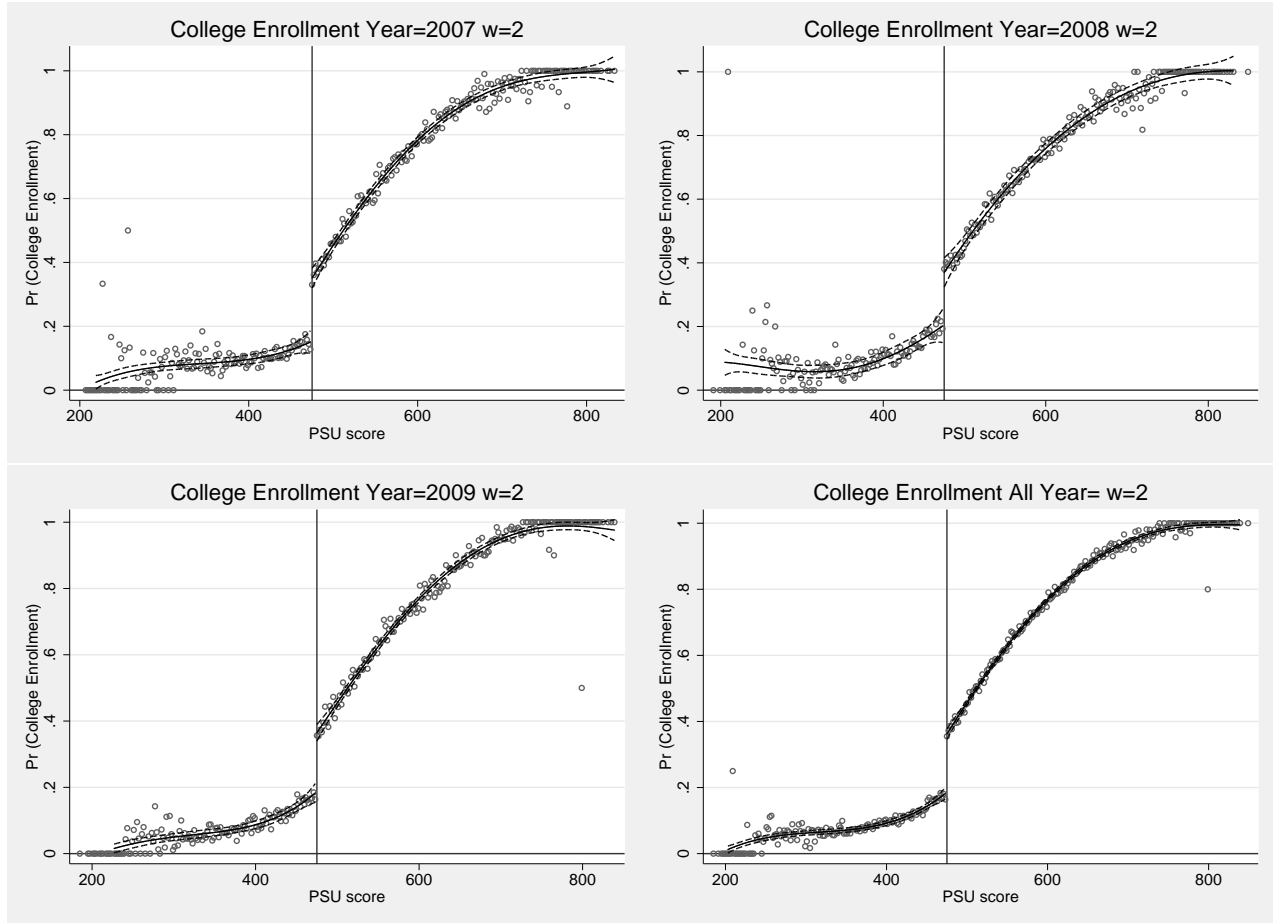 College Enrollment Year=2007 w=2
Pr (College Enrollment)
1
.8
.6
.4
.2
0
200 400 600 800
PSU score
College Enrollment Year=2008 w=2
Pr (College Enrollment)
1
.8
.6
.4
.2
0
200 400 600 800
PSU score
College Enrollment Year=2009 w=2
Pr (College Enrollment)
1
.8
.6
.4
.2
0
200 400 600 800
PSU score
College Enrollment All Year= w=2
Pr (College Enrollment)
1
.8
.6
.4
.2
0
200 400 600 800
PSU score